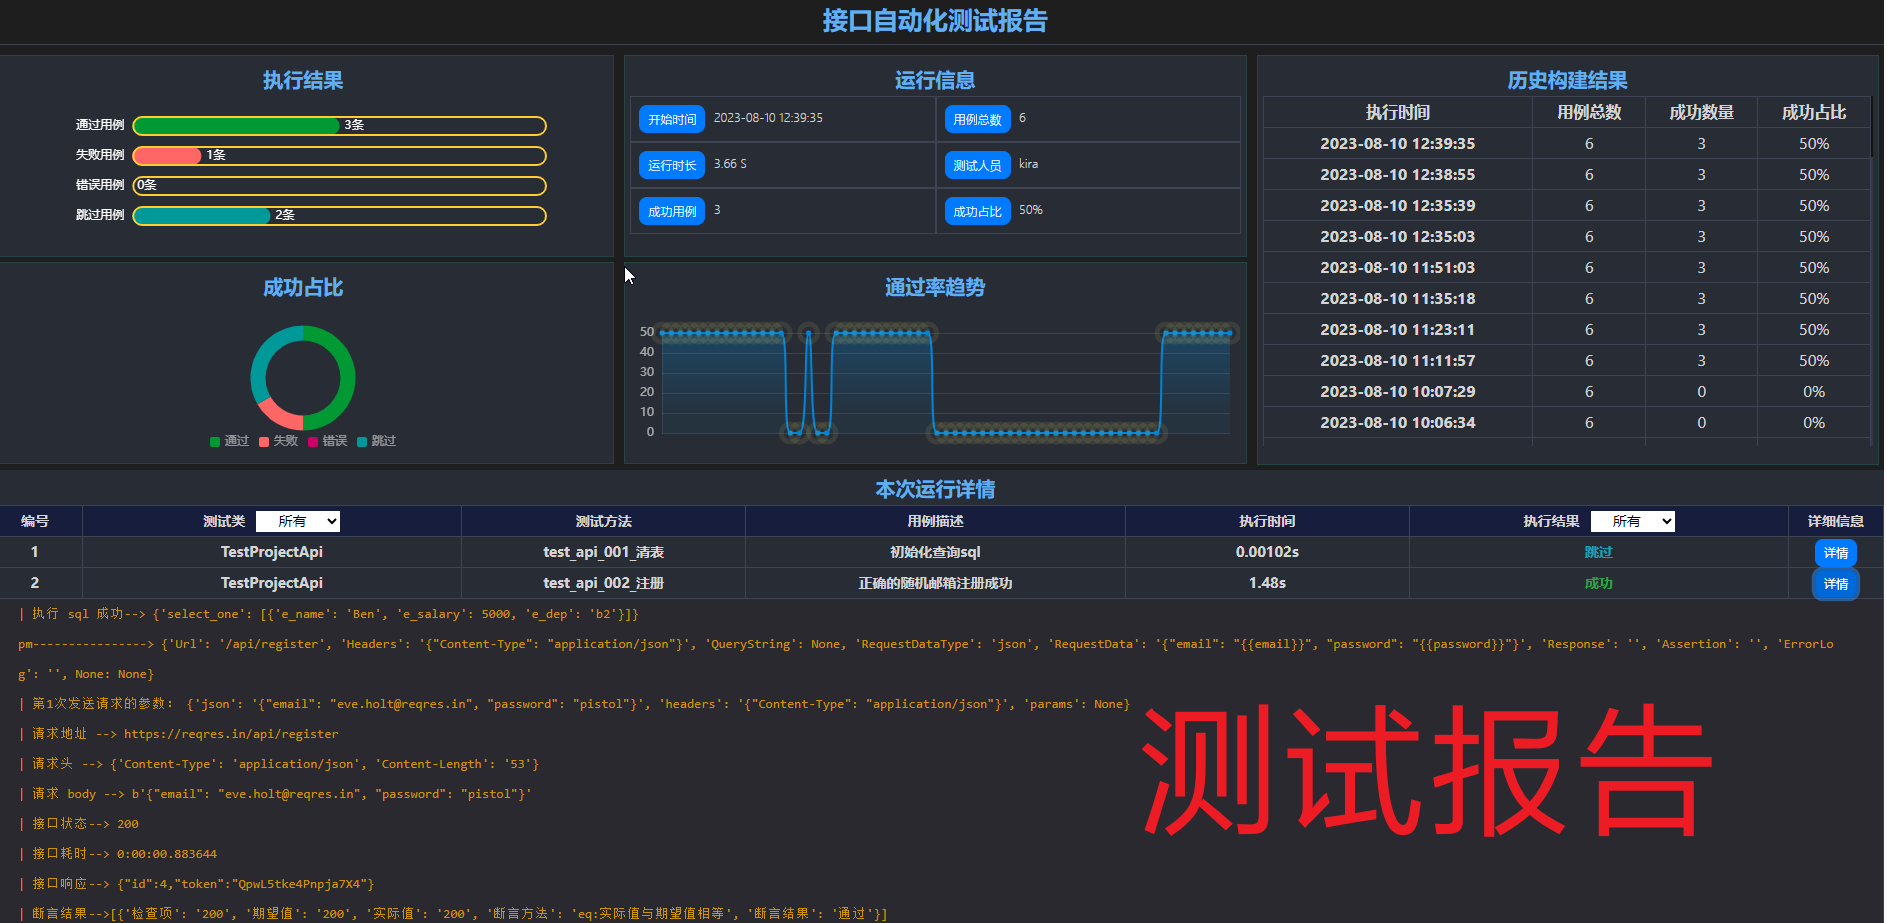 接口自动化测试报告
执行结果
通过用例 3条
失败用例 1条
错误用例 0条
跳过用例 2条
运行信息
开始时间 2023-08-10 12:39:35 用例总数 6
运行时长 3.66 S 测试人员 kira
成功用例 3 成功占比 50%
历史构建结果
执行时间 用例总数 成功数量 成功占比
2023-08-10 12:39:35 6 3 50%
2023-08-10 12:38:55 6 3 50%
2023-08-10 12:35:39 6 3 50%
2023-08-10 12:35:03 6 3 50%
2023-08-10 11:51:03 6 3 50%
2023-08-10 11:35:18 6 3 50%
2023-08-10 11:23:11 6 3 50%
2023-08-10 11:11:57 6 3 50%
2023-08-10 10:07:29 6 0 0%
2023-08-10 10:06:34 6 0 0%
成功占比
通过 失败 错误 跳过
通过率趋势
50
40
30
20
10
0
本次运行详情
编号 测试类 所有 测试方法 用例描述 执行时间 执行结果 所有 详细信息
1 TestProjectApi test_api_001_清表 初始化查询sql 0.00102s 跳过 详情
2 TestProjectApi test_api_002_注册 正确的随机邮箱注册成功 1.48s 成功 详情
| 执行 sql 成功--> {'select_one': [{'e_name': 'Ben', 'e_salary': 5000, 'e_dep': 'b2'}]}
pm----------------> {'Url': '/api/register', 'Headers': '{"Content-Type": "application/json"}', 'QueryString': None, 'RequestDataType': 'json', 'RequestData': '{"email": "{{email}}", "password": "{{password}}"}', 'Response': '', 'Assertion': '', 'ErrorLo
g': '', None: None}
| 第1次发送请求的参数: {'json': '{"email": "eve.holt@reqres.in", "password": "pistol"}', 'headers': '{"Content-Type": "application/json"}', 'params': None}
| 请求地址 --> https://reqres.in/api/register
| 请求头 --> {'Content-Type': 'application/json', 'Content-Length': '53'}
| 请求 body --> b'{"email": "eve.holt@reqres.in", "password": "pistol"}'
| 接口状态--> 200
| 接口耗时--> 0:00:00.883644
| 接口响应--> {"id":4,"token":"QpwL5tke4Pnpja7X4"}
| 断言结果-->[{'检查项': '200', '期望值': '200', '实际值': '200', '断言方法': 'eq:实际值与期望值相等', '断言结果': '通过'}]
测试报告